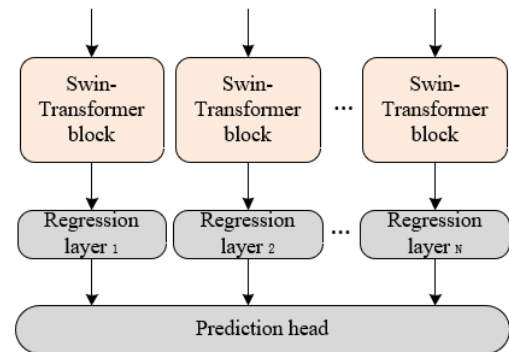 Swin-
Transformer
block
Swin-
Transformer
block
...
Swin-
Transformer
block
Regression
layer 1
Regression
layer 2
...
Regression
layer N
Prediction head